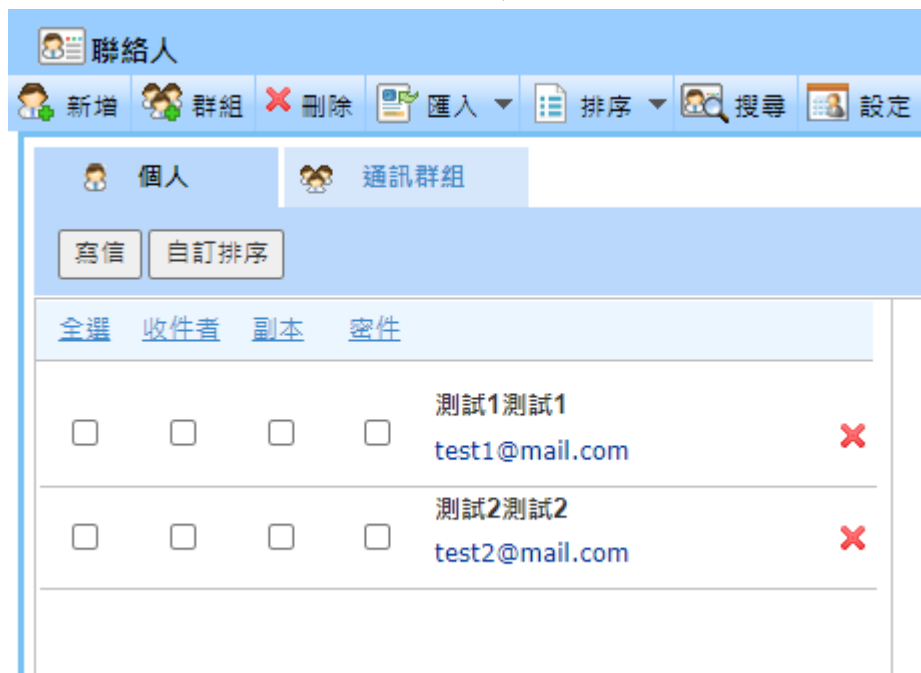 聯絡人
新增 群組 刪除 匯入 排序 搜尋 設定
個人 通訊群組
寫信 自訂排序
全選 收件者 副本 密件
測試1測試1
test1@mail.com
測試2測試2
test2@mail.com